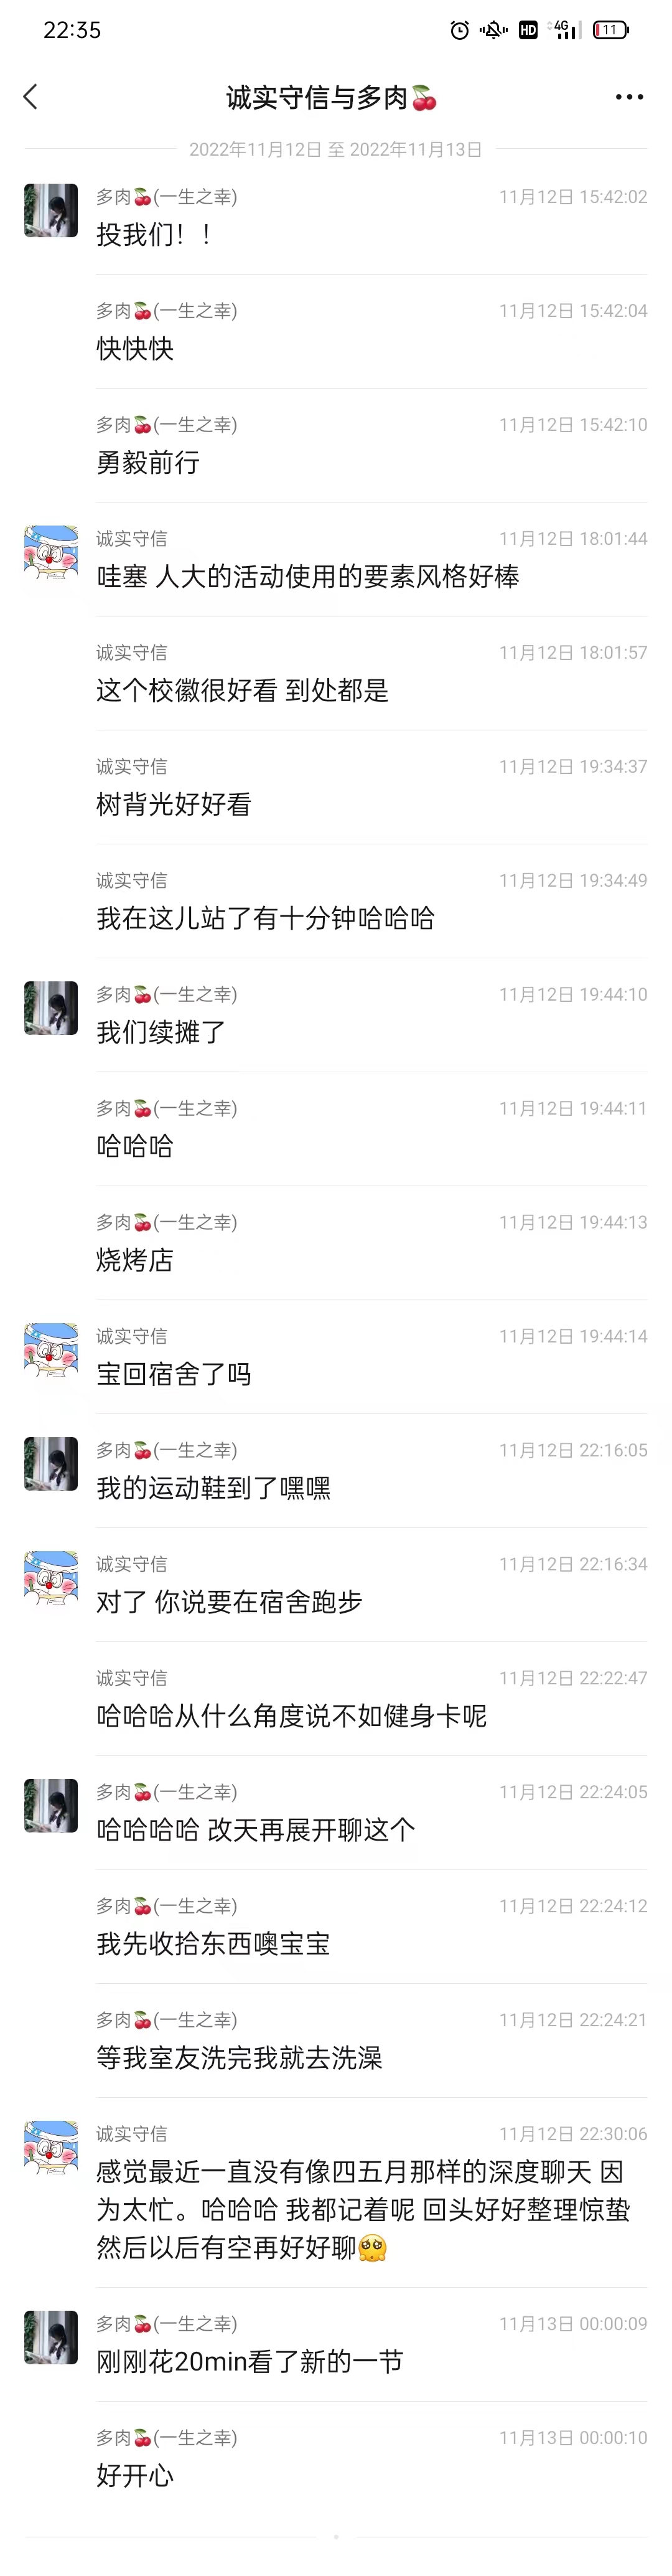 22:35
HD 4G 11
诚实守信与多肉🍒
2022年11月12日 至 2022年11月13日
多肉🍒(一生之幸) 11月12日 15:42:02
投我们！！
多肉🍒(一生之幸) 11月12日 15:42:04
快快快
多肉🍒(一生之幸) 11月12日 15:42:10
勇毅前行
诚实守信 11月12日 18:01:44
哇塞 人大的活动使用的要素风格好棒
诚实守信 11月12日 18:01:57
这个校徽很好看 到处都是
诚实守信 11月12日 19:34:37
树背光好好看
诚实守信 11月12日 19:34:49
我在这儿站了有十分钟哈哈哈
多肉🍒(一生之幸) 11月12日 19:44:10
我们续摊了
多肉🍒(一生之幸) 11月12日 19:44:11
哈哈哈
多肉🍒(一生之幸) 11月12日 19:44:13
烧烤店
诚实守信 11月12日 19:44:14
宝回宿舍了吗
多肉🍒(一生之幸) 11月12日 22:16:05
我的运动鞋到了嘿嘿
诚实守信 11月12日 22:16:34
对了 你说要在宿舍跑步
诚实守信 11月12日 22:22:47
哈哈哈从什么角度说不如健身卡呢
多肉🍒(一生之幸) 11月12日 22:24:05
哈哈哈哈 改天再展开聊这个
多肉🍒(一生之幸) 11月12日 22:24:12
我先收拾东西噢宝宝
多肉🍒(一生之幸) 11月12日 22:24:21
等我室友洗完我就去洗澡
诚实守信 11月12日 22:30:06
感觉最近一直没有像四五月那样的深度聊天 因
为太忙。哈哈哈 我都记着呢 回头好好整理惊蛰
然后以后有空再好好聊🥺
多肉🍒(一生之幸) 11月13日 00:00:09
刚刚花20min看了新的一节
多肉🍒(一生之幸) 11月13日 00:00:10
好开心